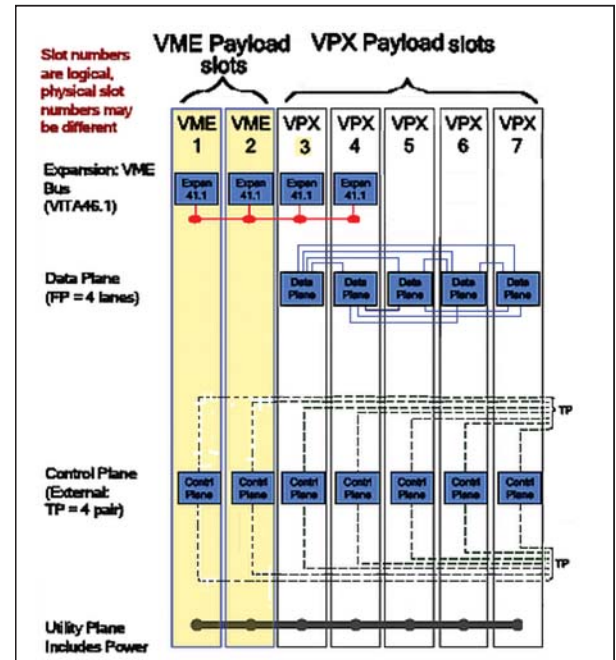 VME Payload slots
VPX Payload slots
Slot numbers
are logical,
physical slot
numbers may
be different
VME 1
VME 2
VPX 3
VPX 4
VPX 5
VPX 6
VPX 7
Expansion: VME
Bus
(VITA46.1)
Expan 41.1
Expan 41.1
Expan 41.1
Expan 41.1
Data Plane
(FP = 4 lanes)
Data Plane
Data Plane
Data Plane
Data Plane
Data Plane
TP
Control Plane
(External:
TP = 4 pair)
Contrl Plane
Contrl Plane
Contrl Plane
Contrl Plane
Contrl Plane
Contrl Plane
Contrl Plane
TP
Utility Plane
Includes Power